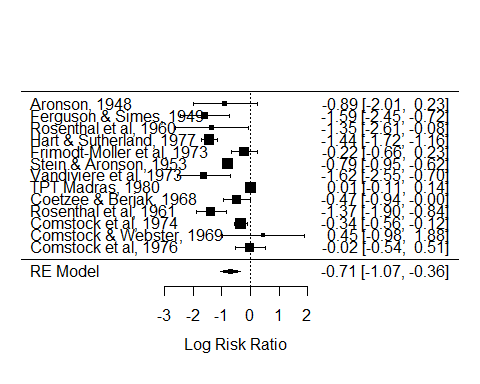 Aronson, 1948 -0.89 [-2.01, 0.23]
Ferguson & Simes, 1949 -1.59 [-2.45, -0.72]
Rosenthal et al, 1960 -1.35 [-2.61, -0.08]
Hart & Sutherland, 1977 -1.44 [-1.72, -1.16]
Frimodt-Moller et al, 1973 -0.22 [-0.66, 0.23]
Stein & Aronson, 1953 -0.79 [-0.95, -0.62]
Vandiviere et al, 1973 -1.62 [-2.55, -0.70]
TPT Madras, 1980 0.01 [-0.11, 0.14]
Coetzee & Berjak, 1968 -0.47 [-0.94, -0.00]
Rosenthal et al, 1961 -1.37 [-1.90, -0.84]
Comstock et al, 1974 -0.34 [-0.56, -0.12]
Comstock & Webster, 1969 0.45 [-0.98, 1.88]
Comstock et al, 1976 -0.02 [-0.54, 0.51]
RE Model -0.71 [-1.07, -0.36]
-3 -2 -1 0 1 2
Log Risk Ratio